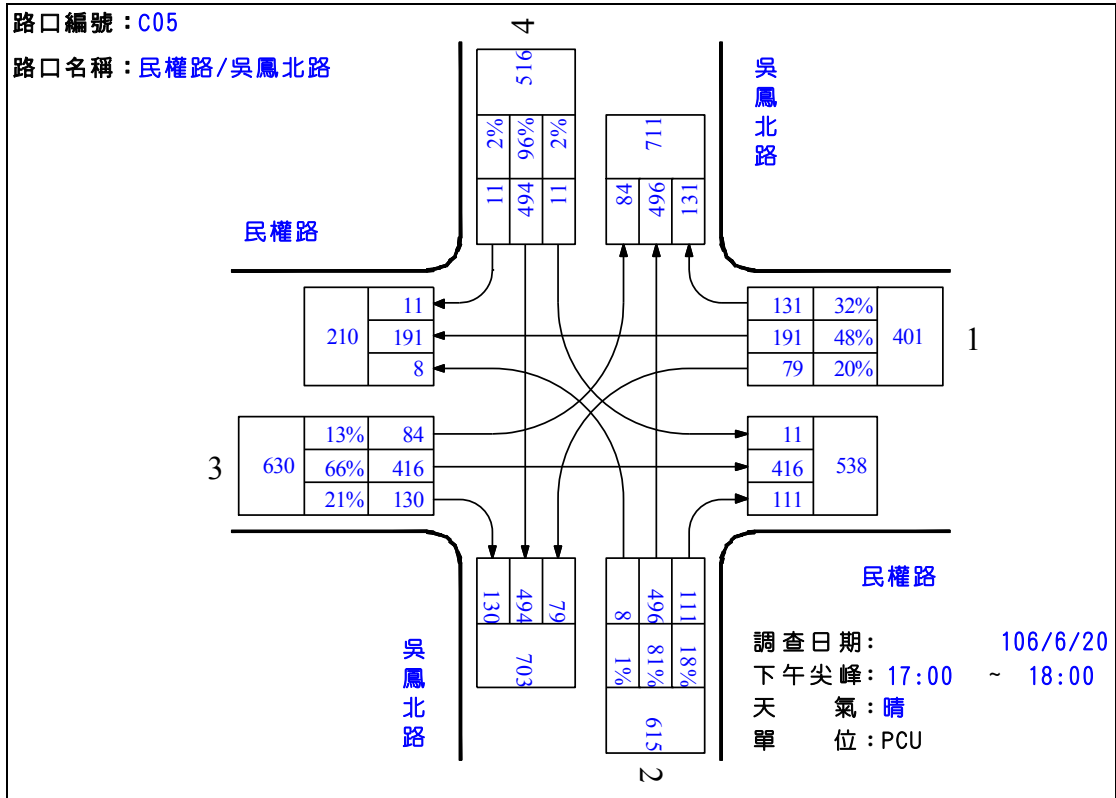 路口編號：C05
路口名稱：民權路/吳鳳北路
4
516
2% 96% 2%
11 494 11
711
84 496 131
吳鳳北路
民權路
11
191
8
210
131 32%
191 48%
79 20%
401
1
3
630
13% 84
66% 416
21% 130
11
416
111
538
130 494 79
703
8 496 111
1% 81% 18%
615
2
吳鳳北路
民權路
調查日期： 106/6/20
下午尖峰：17:00 ~ 18:00
天 氣：晴
單 位：PCU